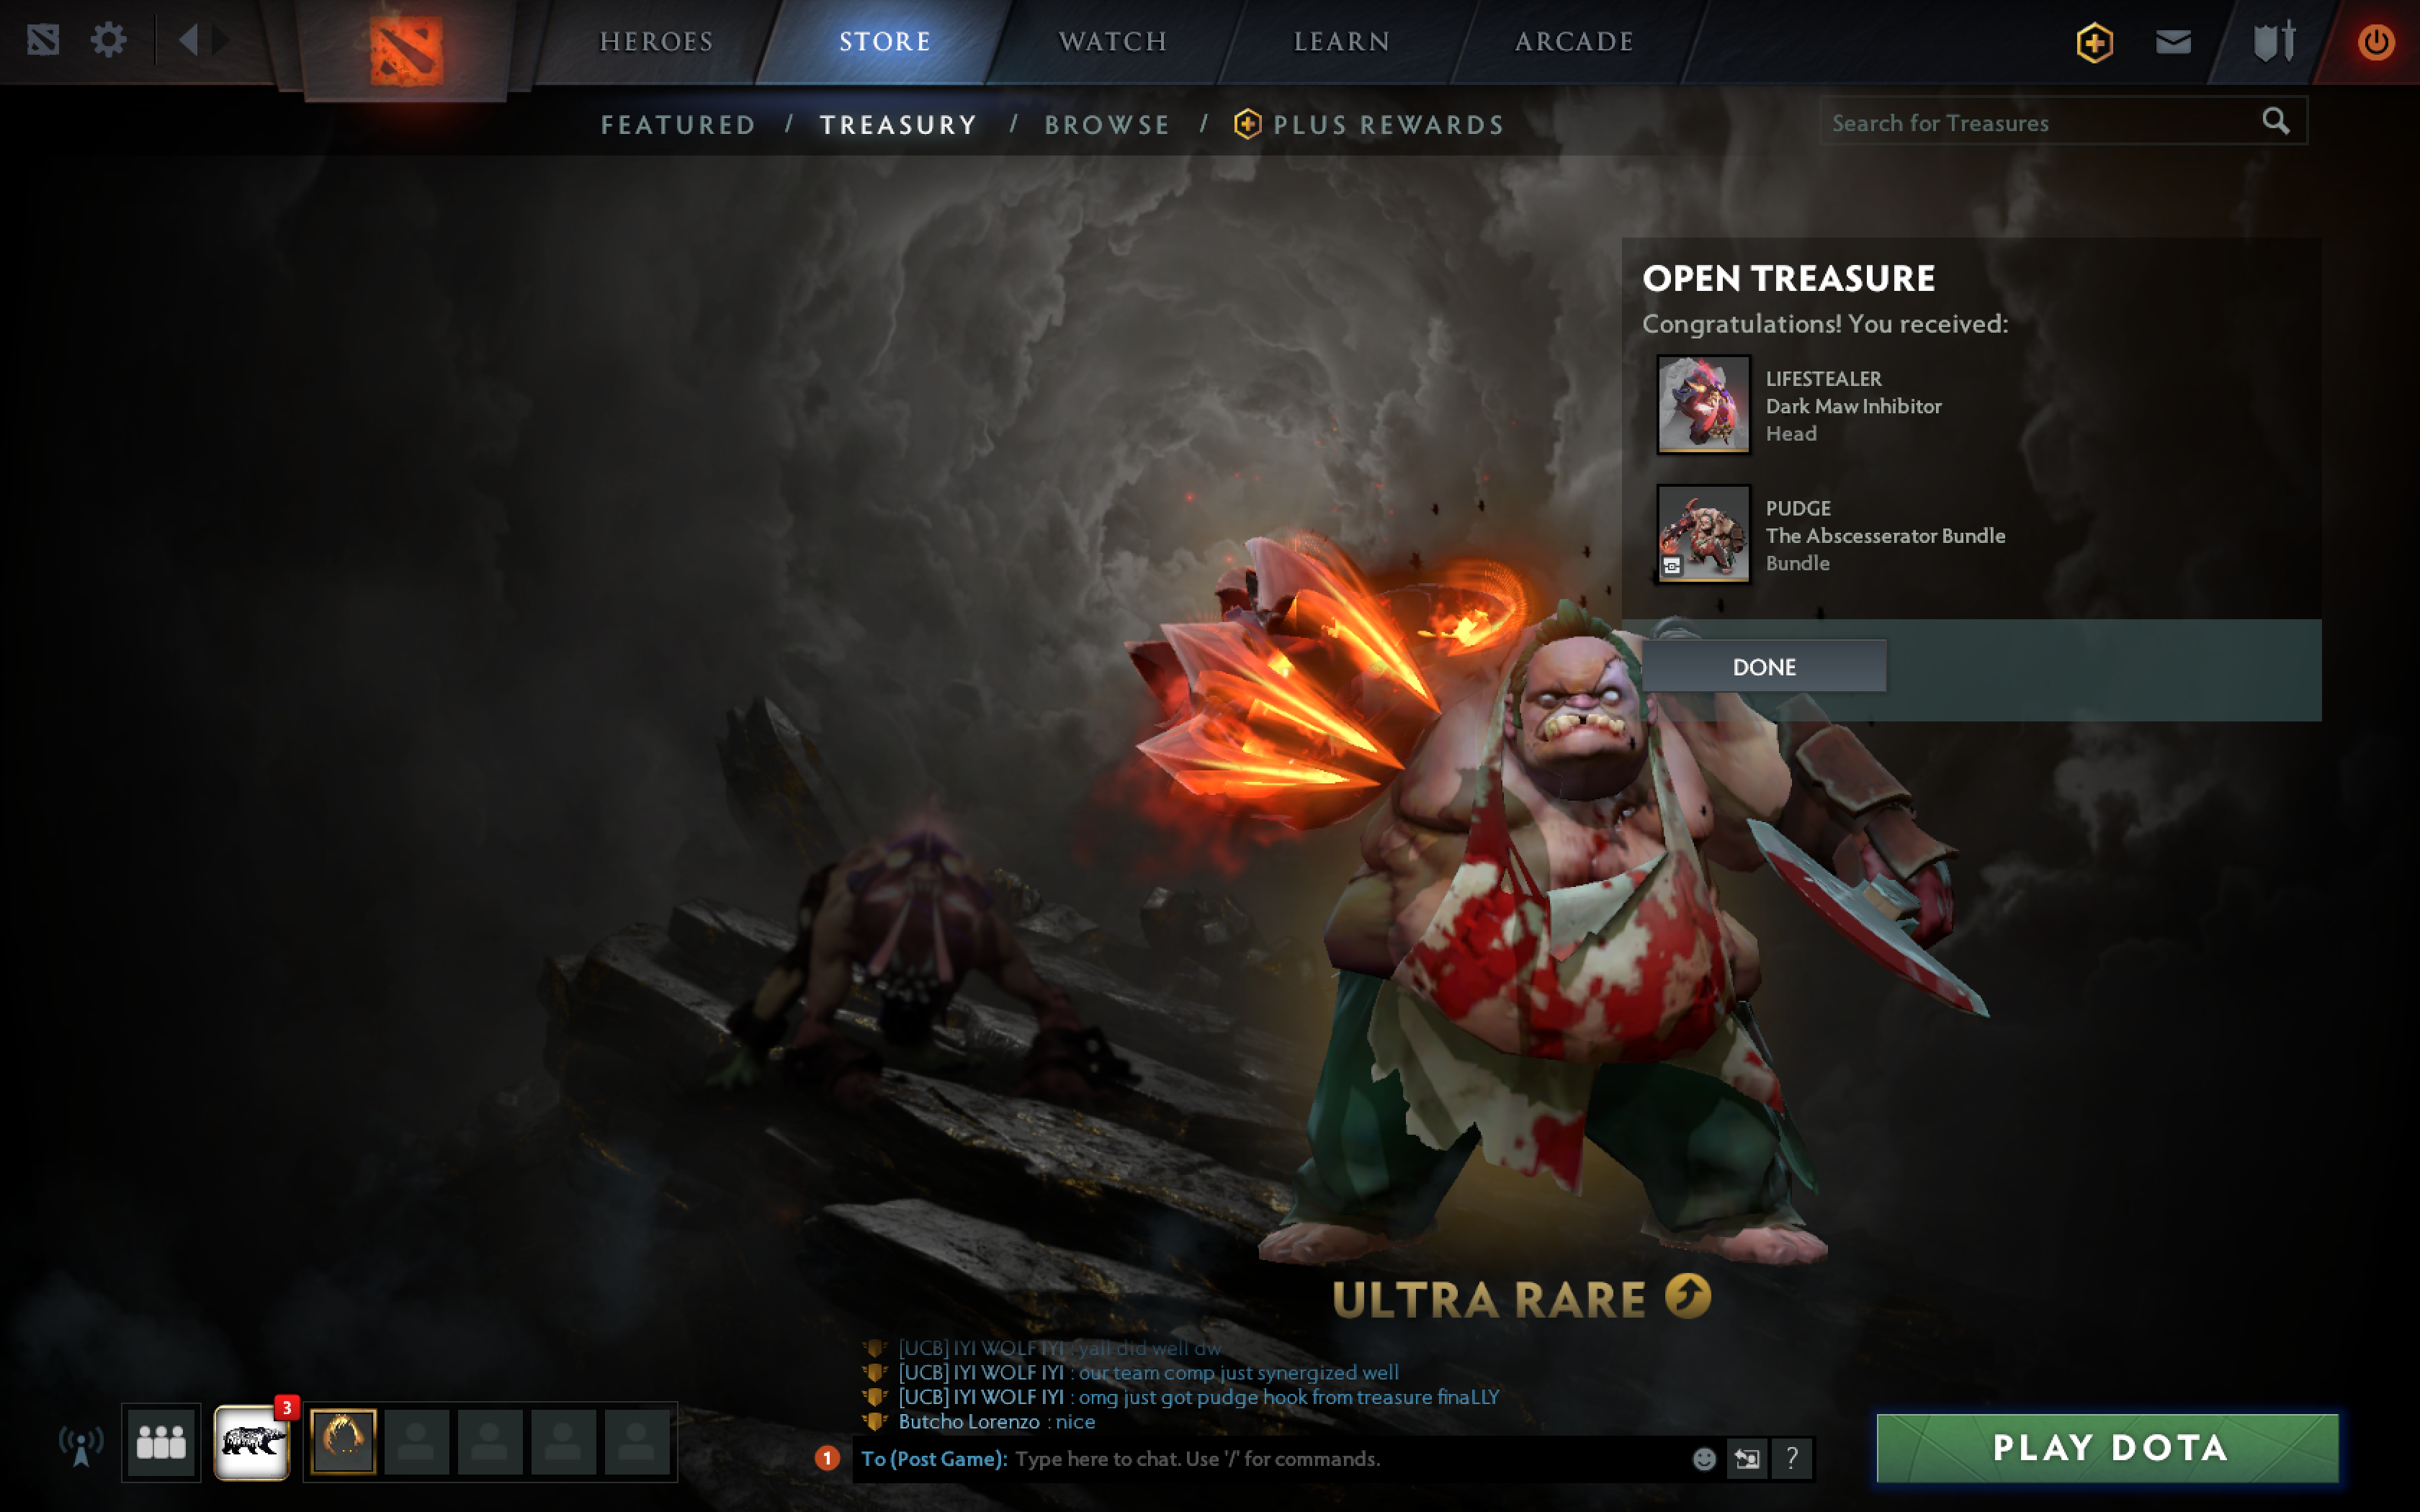 HEROES
STORE
WATCH
LEARN
ARCADE
FEATURED / TREASURY / BROWSE / PLUS REWARDS
Search for Treasures
OPEN TREASURE
Congratulations! You received:
LIFESTEALER
Dark Maw Inhibitor
Head
PUDGE
The Abscesserator Bundle
Bundle
DONE
ULTRA RARE
[UCB] IYI WOLF IYI : yall did well dw
[UCB] IYI WOLF IYI : our team comp just synergized well
[UCB] IYI WOLF IYI : omg just got pudge hook from treasure finaLLY
Butcho Lorenzo : nice
3
1
To (Post Game): Type here to chat. Use '/' for commands.
?
PLAY DOTA